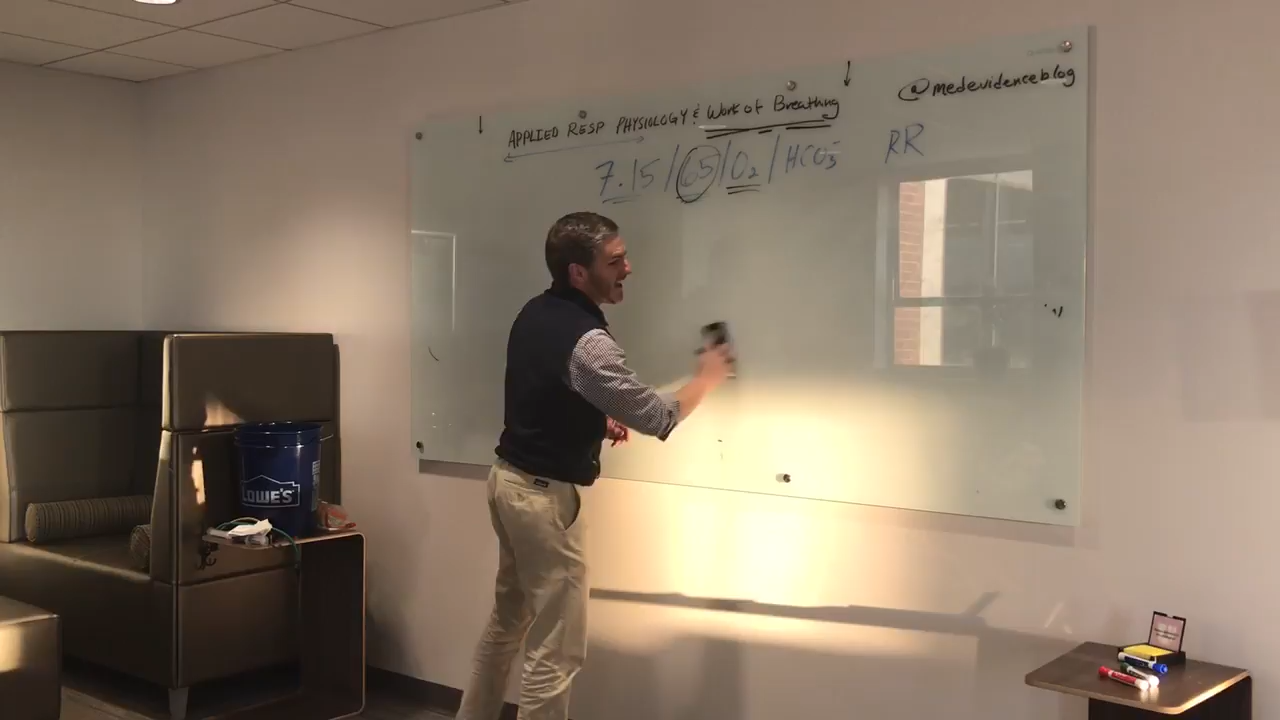 @medevidenceblog
APPLIED RESP PHYSIOLOGY & Work of Breathing
7.15 / 65 / O₂ / HCO₃⁻
RR
LOWE'S